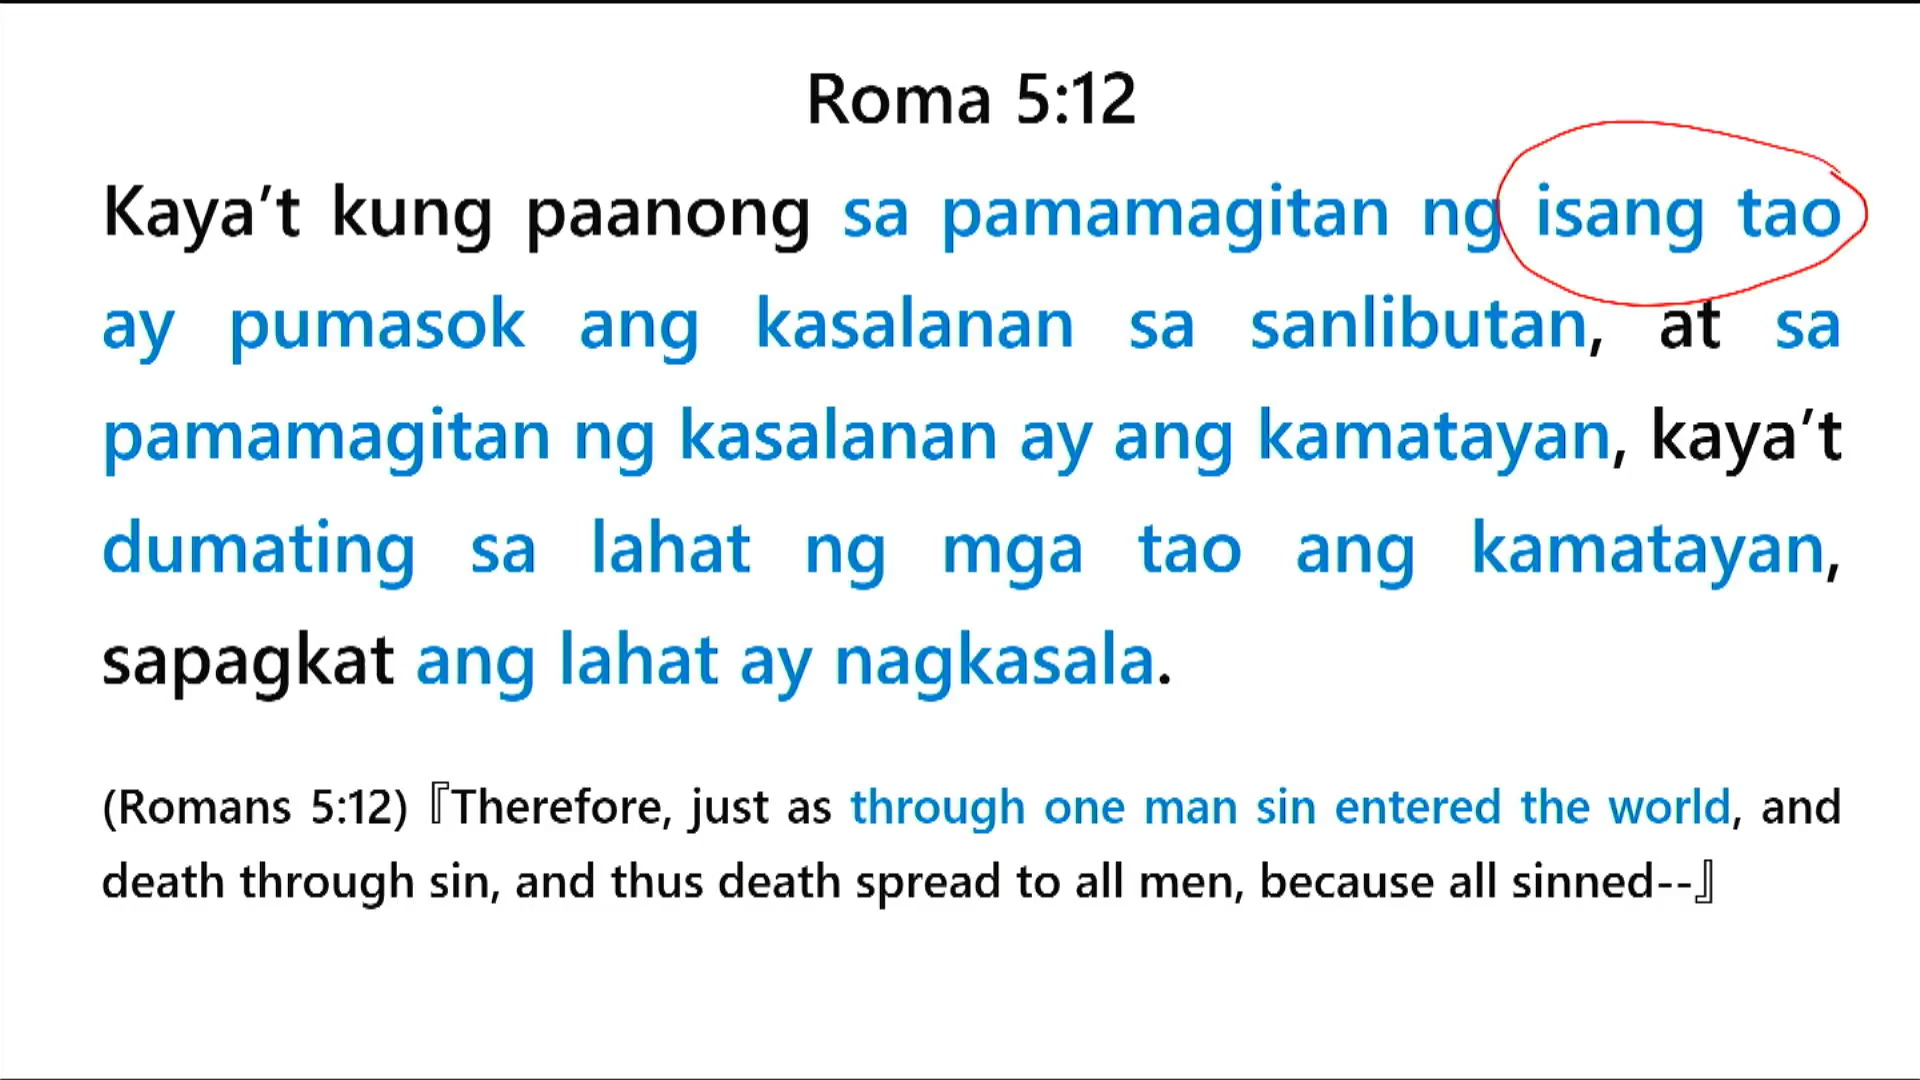 Roma 5:12
Kaya’t kung paanong sa pamamagitan ng isang tao
ay pumasok ang kasalanan sa sanlibutan, at sa
pamamagitan ng kasalanan ay ang kamatayan, kaya’t
dumating sa lahat ng mga tao ang kamatayan,
sapagkat ang lahat ay nagkasala.
(Romans 5:12)『Therefore, just as through one man sin entered the world, and
death through sin, and thus death spread to all men, because all sinned--』